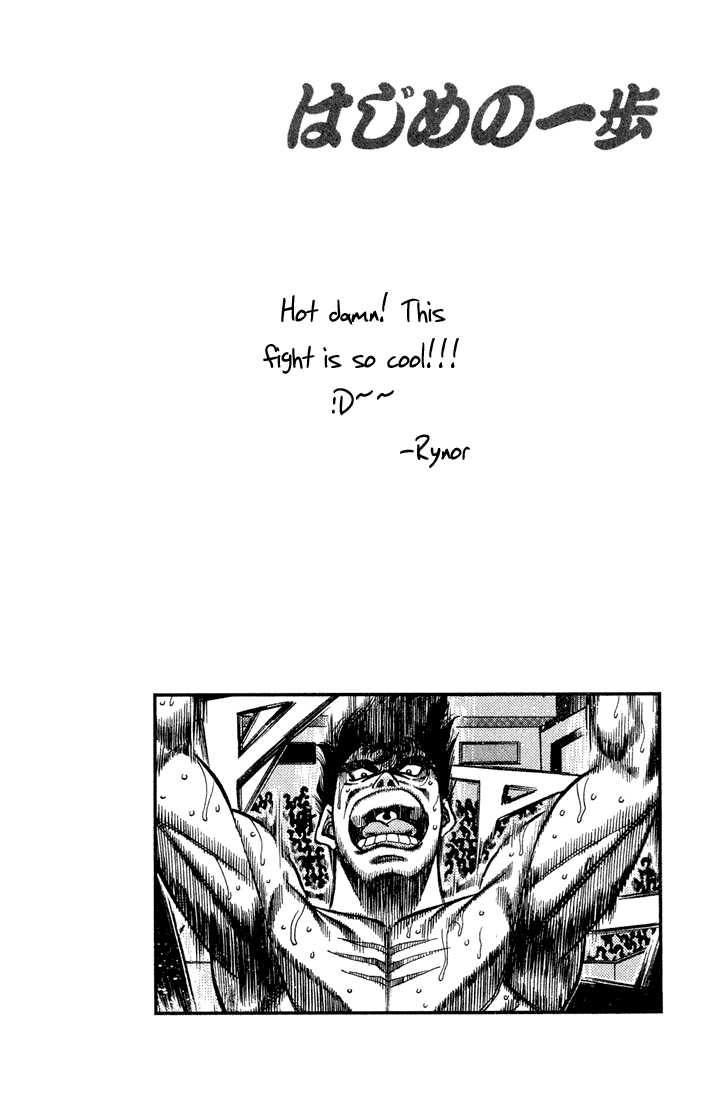 はじめの一歩
Hot damn! This
fight is so cool!!!
:D~~
-Rynor